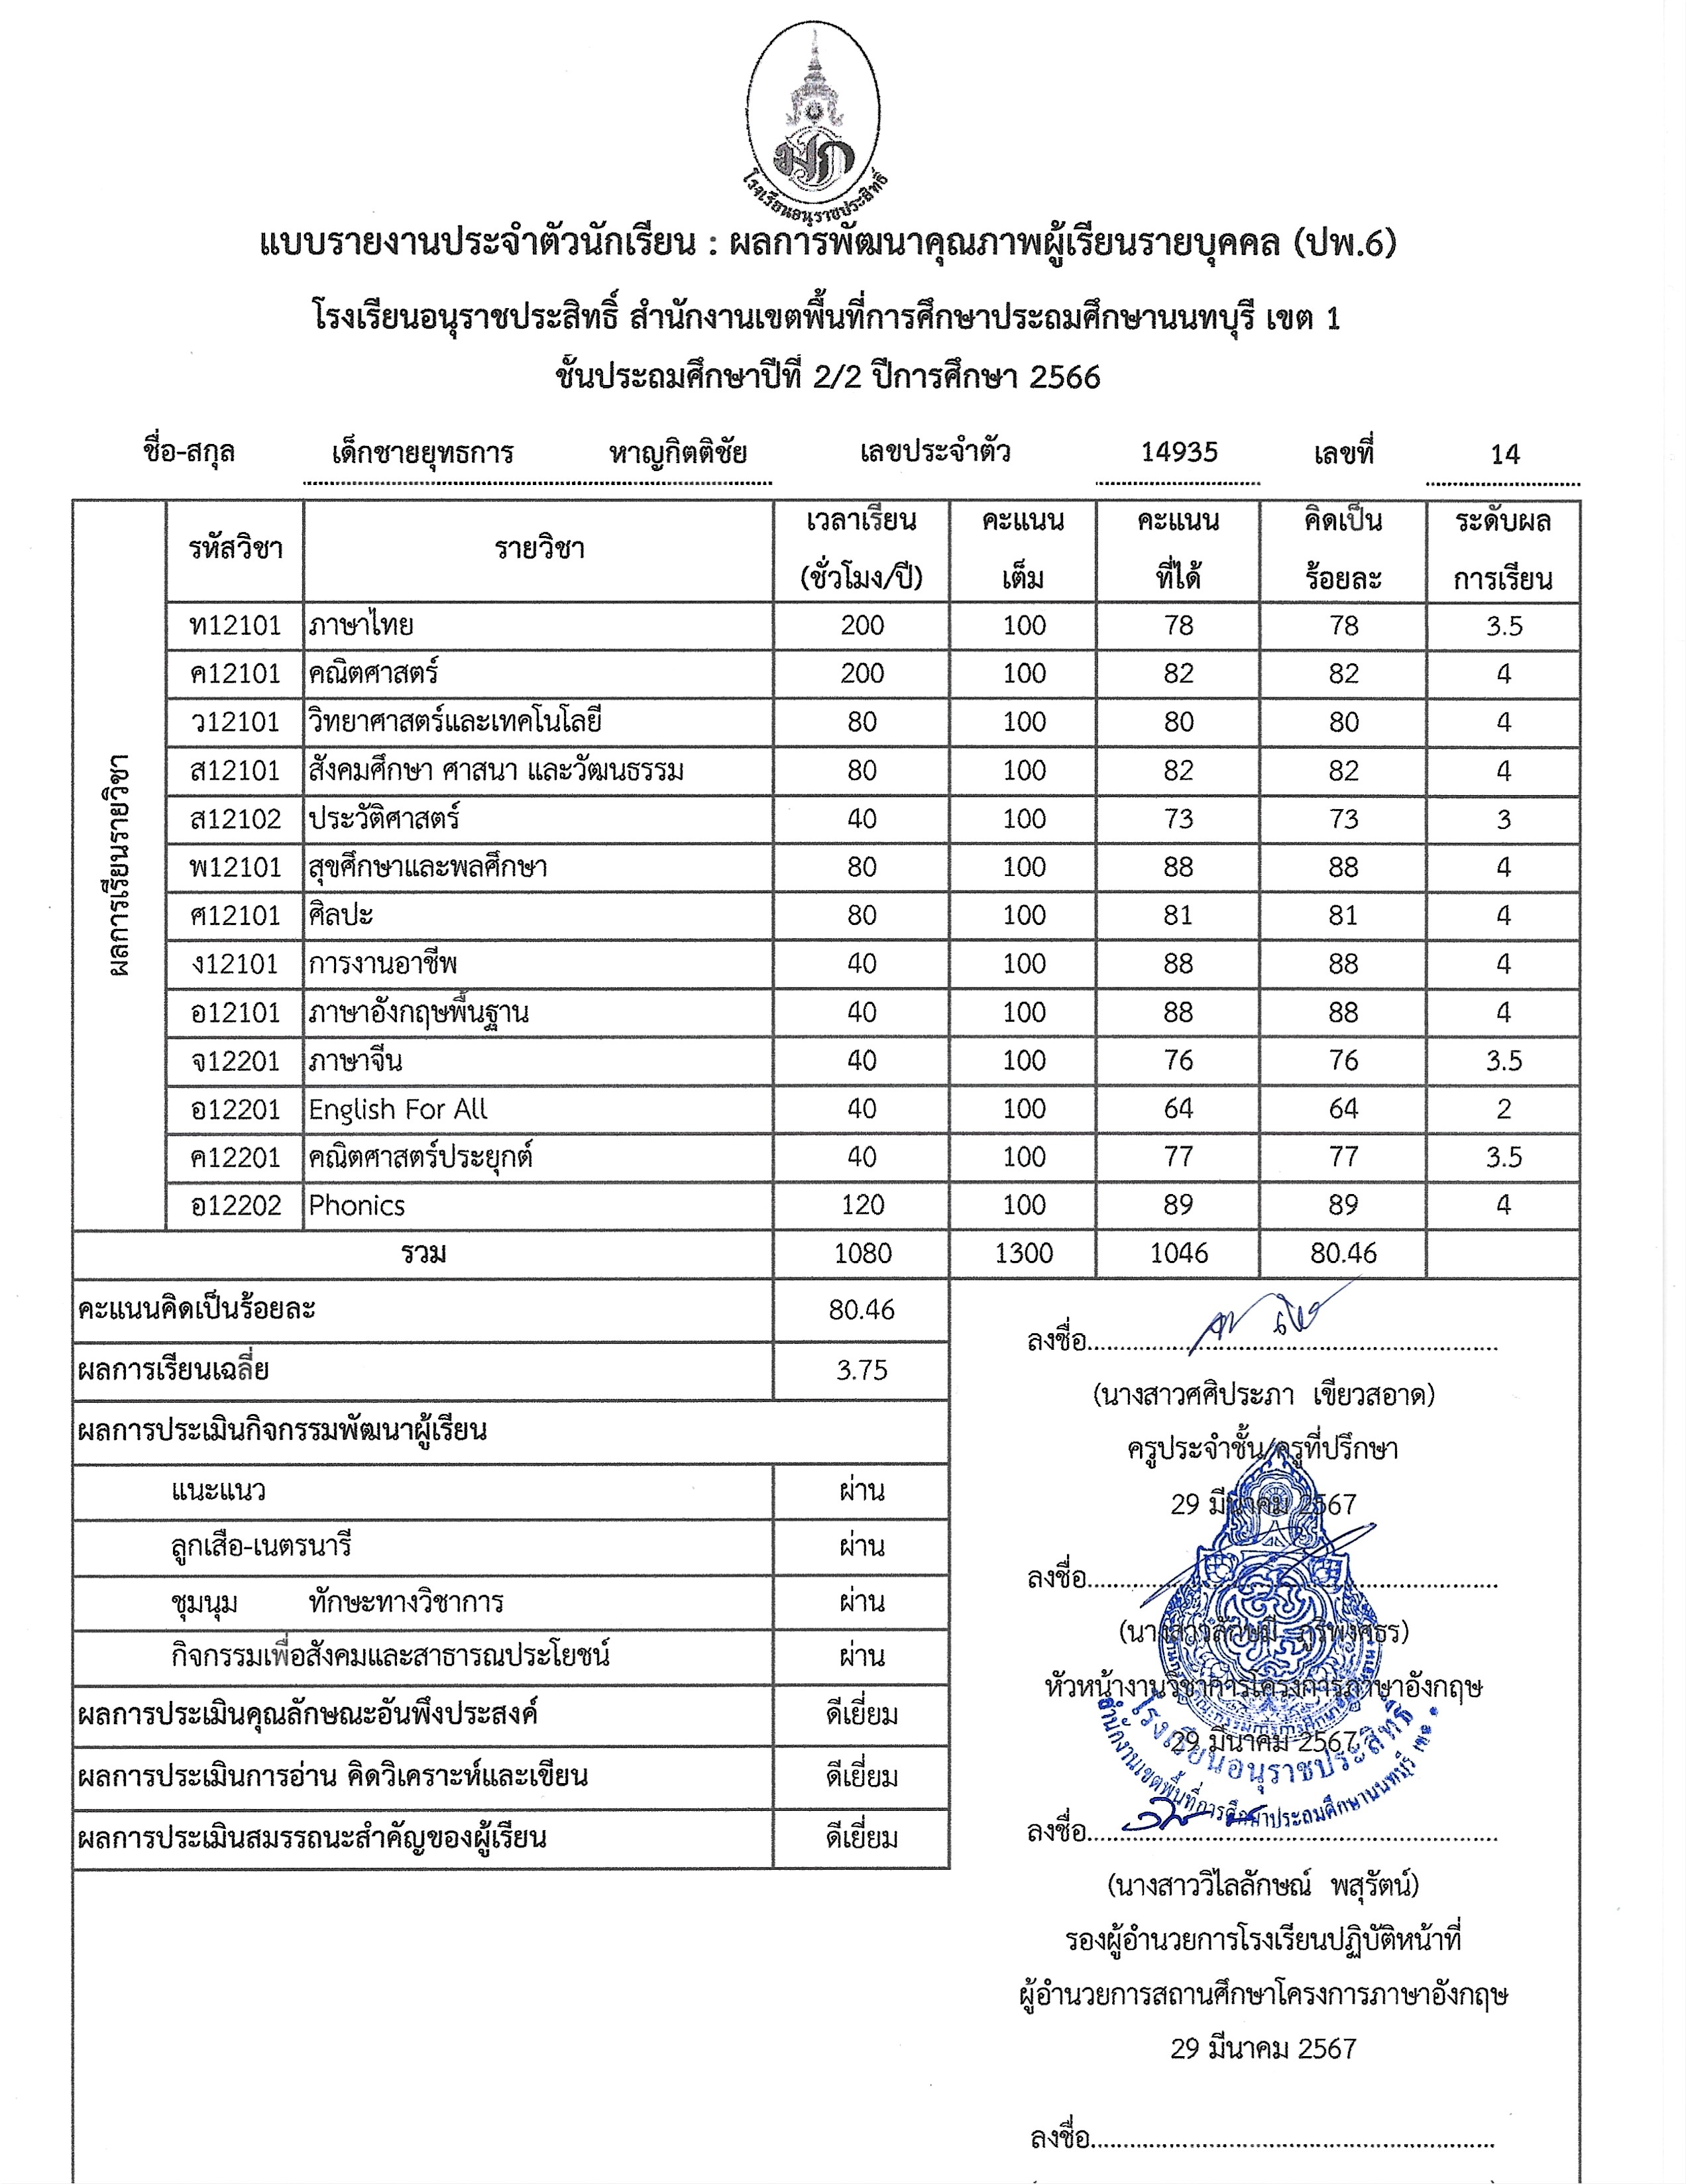 โรงเรียนอนุราชประสิทธิ์
แบบรายงานประจำตัวนักเรียน : ผลการพัฒนาคุณภาพผู้เรียนรายบุคคล (ปพ.6)
โรงเรียนอนุราชประสิทธิ์ สำนักงานเขตพื้นที่การศึกษาประถมศึกษานนทบุรี เขต 1
ชั้นประถมศึกษาปีที่ 2/2 ปีการศึกษา 2566
ชื่อ-สกุล เด็กชายยุทธการ หาญกิตติชัย เลขประจำตัว 14935 เลขที่ 14
ผลการเรียนรายวิชา
รหัสวิชา รายวิชา เวลาเรียน (ชั่วโมง/ปี) คะแนนเต็ม คะแนนที่ได้ คิดเป็นร้อยละ ระดับผลการเรียน
ท12101 ภาษาไทย 200 100 78 78 3.5
ค12101 คณิตศาสตร์ 200 100 82 82 4
ว12101 วิทยาศาสตร์และเทคโนโลยี 80 100 80 80 4
ส12101 สังคมศึกษา ศาสนา และวัฒนธรรม 80 100 82 82 4
ส12102 ประวัติศาสตร์ 40 100 73 73 3
พ12101 สุขศึกษาและพลศึกษา 80 100 88 88 4
ศ12101 ศิลปะ 80 100 81 81 4
ง12101 การงานอาชีพ 40 100 88 88 4
อ12101 ภาษาอังกฤษพื้นฐาน 40 100 88 88 4
จ12201 ภาษาจีน 40 100 76 76 3.5
อ12201 English For All 40 100 64 64 2
ค12201 คณิตศาสตร์ประยุกต์ 40 100 77 77 3.5
อ12202 Phonics 120 100 89 89 4
รวม 1080 1300 1046 80.46
คะแนนคิดเป็นร้อยละ 80.46
ผลการเรียนเฉลี่ย 3.75
ผลการประเมินกิจกรรมพัฒนาผู้เรียน
แนะแนว ผ่าน
ลูกเสือ-เนตรนารี ผ่าน
ชุมนุม ทักษะทางวิชาการ ผ่าน
กิจกรรมเพื่อสังคมและสาธารณประโยชน์ ผ่าน
ผลการประเมินคุณลักษณะอันพึงประสงค์ ดีเยี่ยม
ผลการประเมินการอ่าน คิดวิเคราะห์และเขียน ดีเยี่ยม
ผลการประเมินสมรรถนะสำคัญของผู้เรียน ดีเยี่ยม
ลงชื่อ
(นางสาวศศิประภา เขียวสอาด)
ครูประจำชั้น/ครูที่ปรึกษา
29 มีนาคม 2567
ลงชื่อ
(นางสาวลักษมี ภูริพงศธร)
หัวหน้างานวิชาการโครงการภาษาอังกฤษ
29 มีนาคม 2567
โรงเรียนอนุราชประสิทธิ์
สำนักงานเขตพื้นที่การศึกษาประถมศึกษานนทบุรี เขต ๑
ลงชื่อ
(นางสาววิไลลักษณ์ พสุรัตน์)
รองผู้อำนวยการโรงเรียนปฏิบัติหน้าที่
ผู้อำนวยการสถานศึกษาโครงการภาษาอังกฤษ
29 มีนาคม 2567
ลงชื่อ